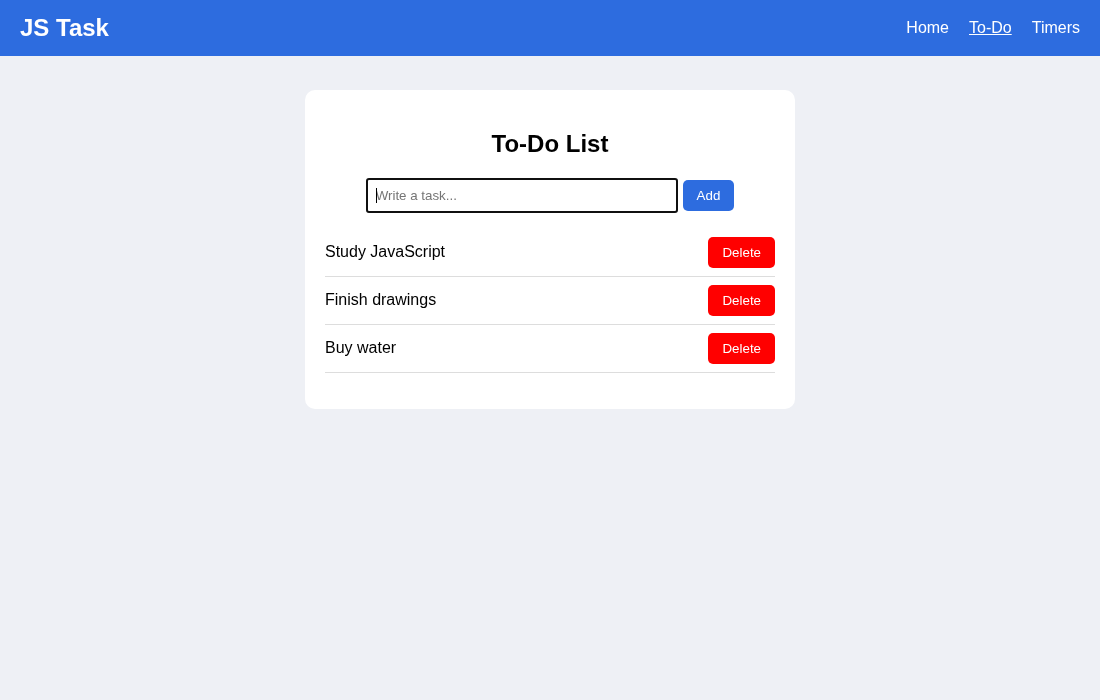 JS Task
Home To-Do Timers
To-Do List
Write a task... Add
Study JavaScript Delete
Finish drawings Delete
Buy water Delete